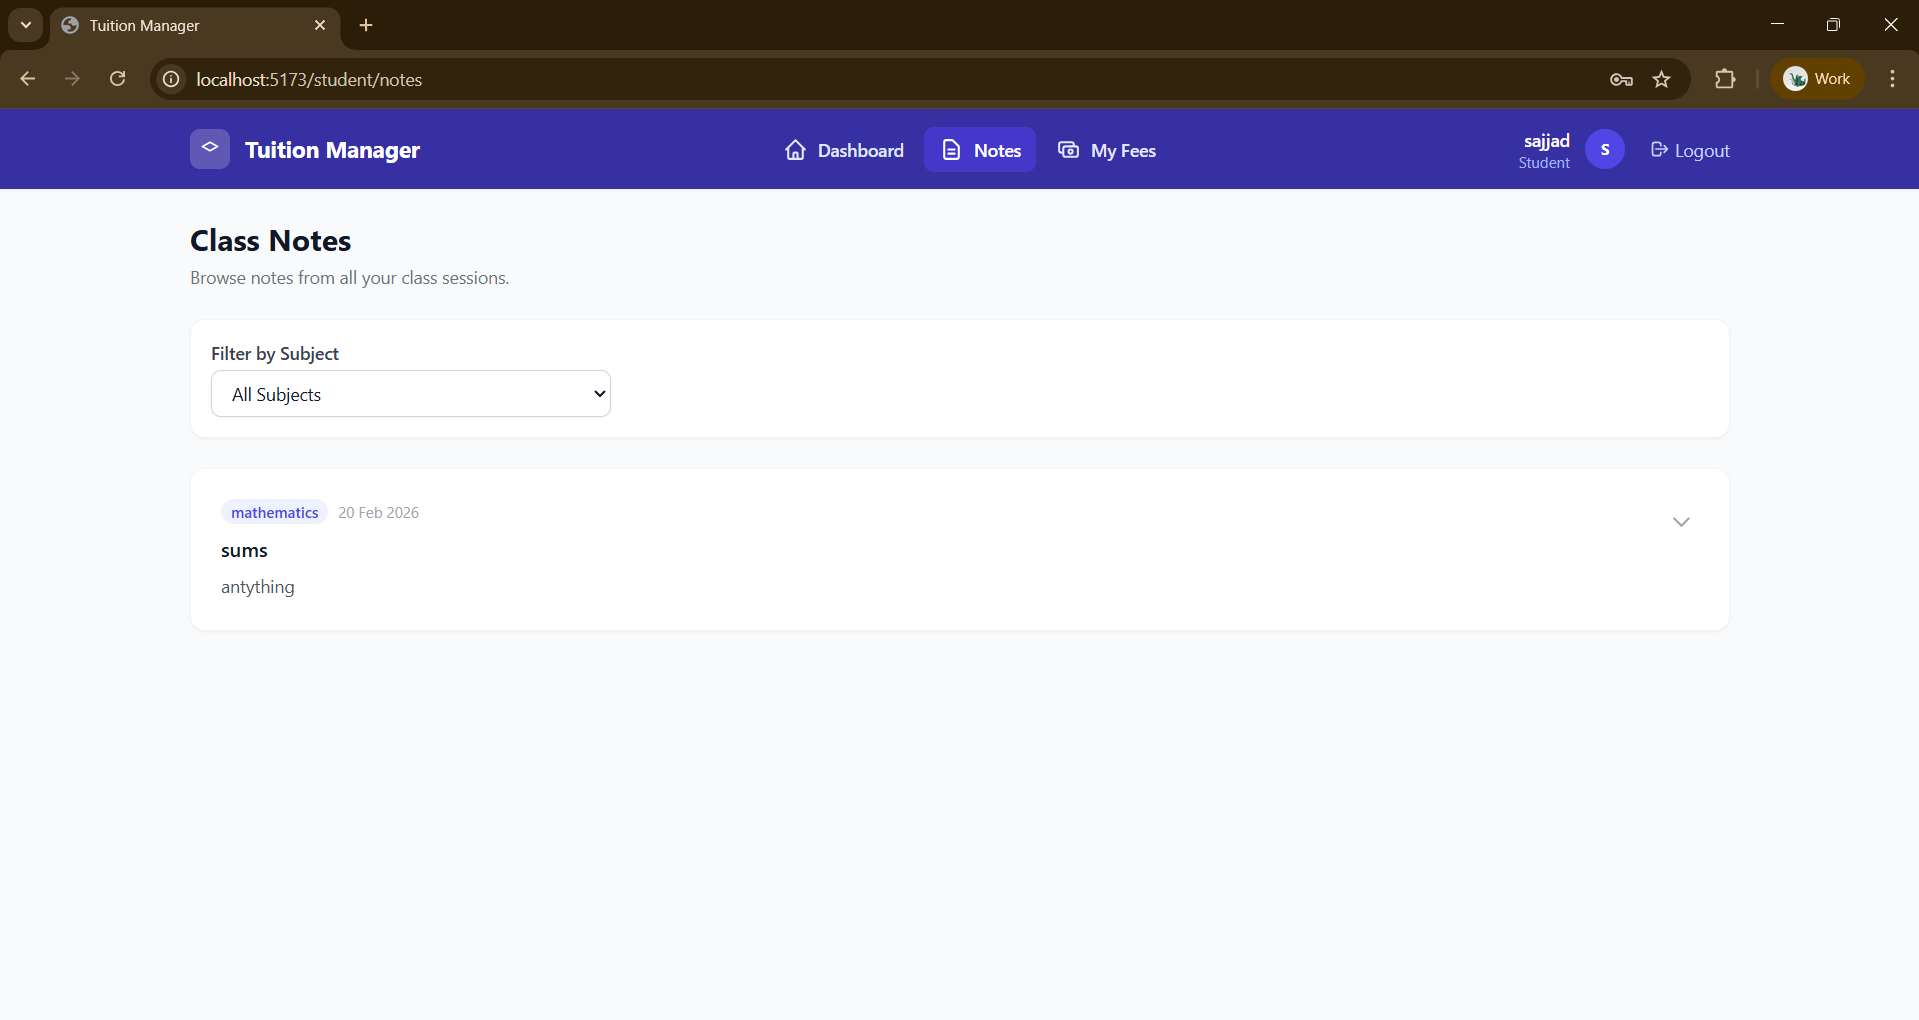 Tuition Manager
localhost:5173/student/notes
Work
Tuition Manager
Dashboard
Notes
My Fees
sajjad
Student
S
Logout
Class Notes
Browse notes from all your class sessions.
Filter by Subject
All Subjects
mathematics 20 Feb 2026
sums
antything